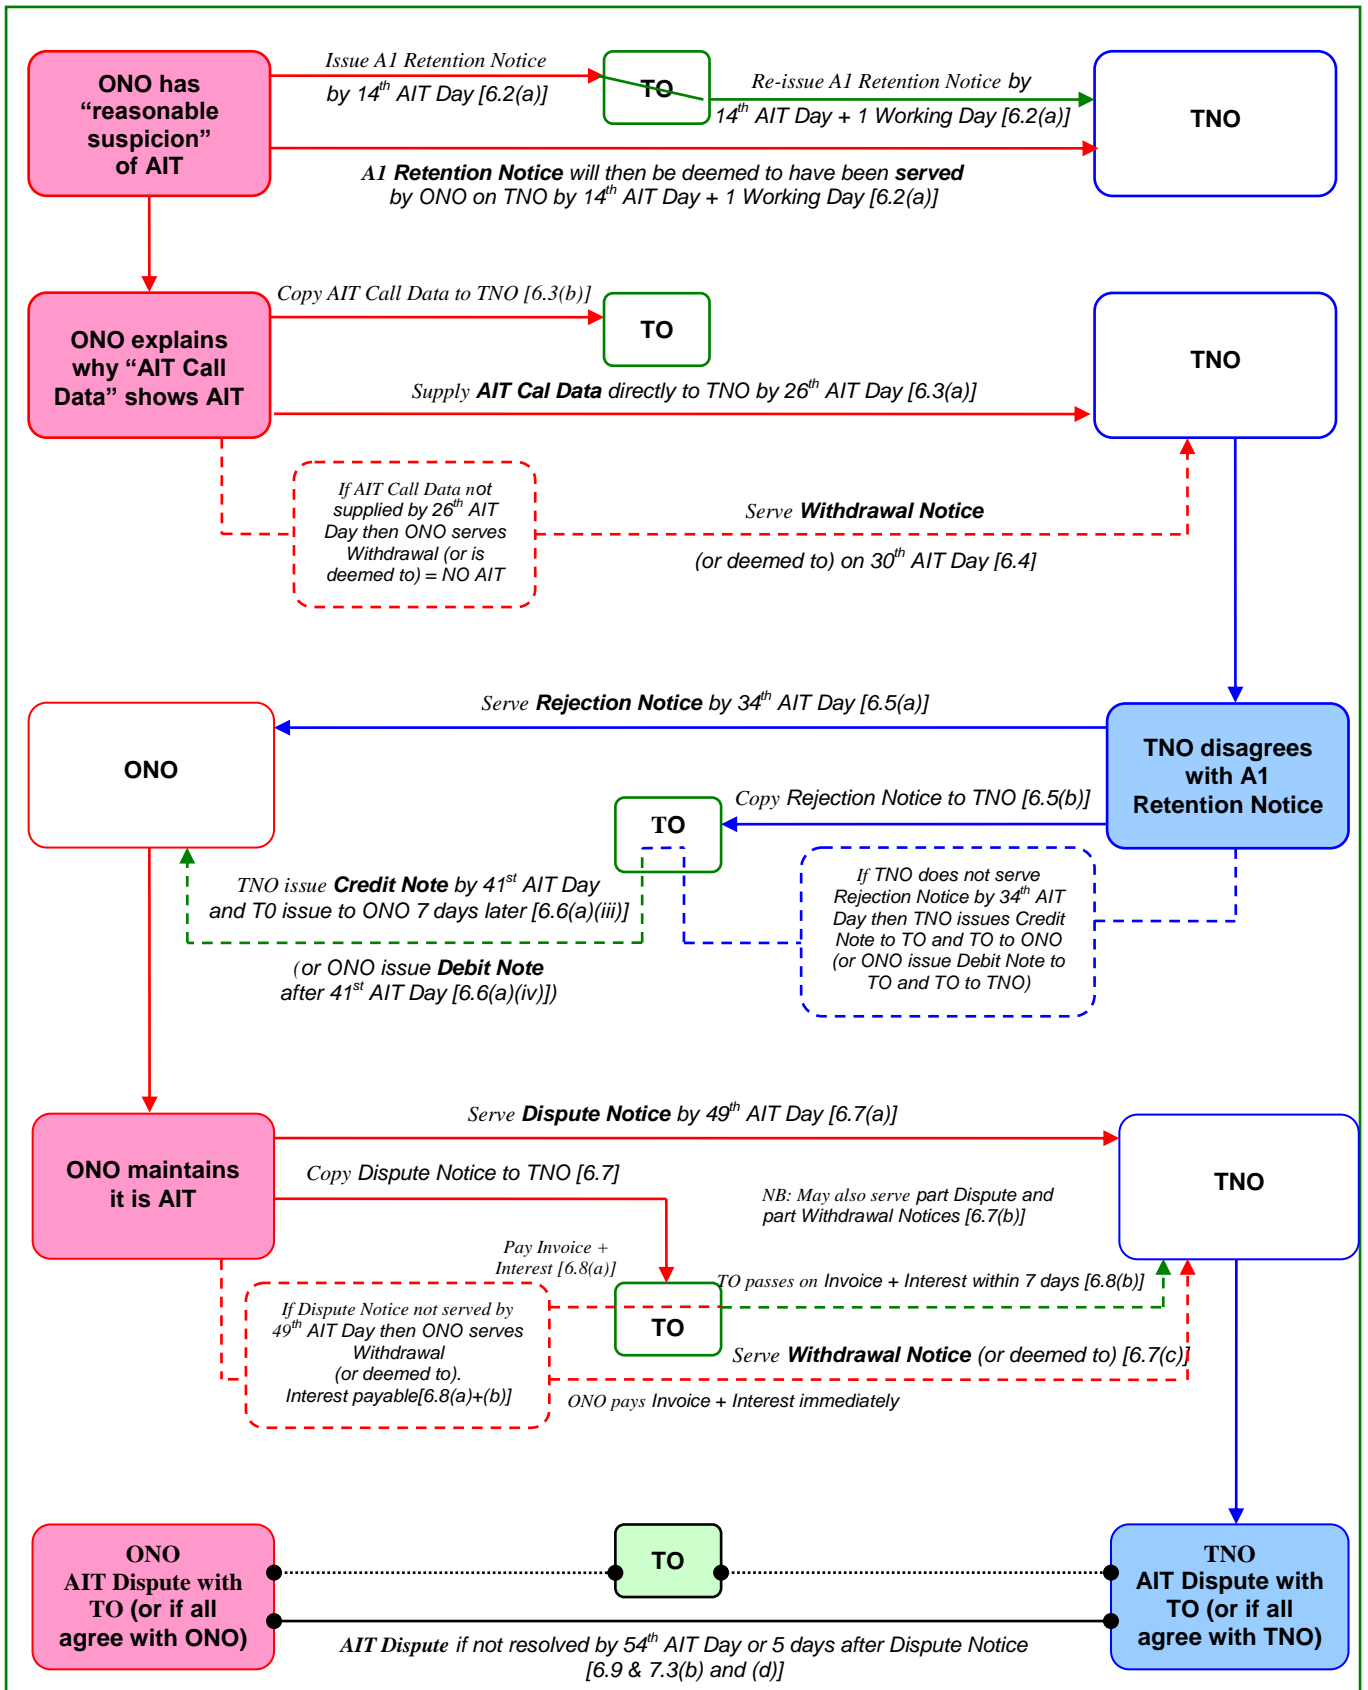 ONO has
“reasonable
suspicion”
of AIT
Issue A1 Retention Notice
by 14th AIT Day [6.2(a)]
TO
Re-issue A1 Retention Notice by
14th AIT Day + 1 Working Day [6.2(a)]
TNO
A1 Retention Notice will then be deemed to have been served
by ONO on TNO by 14th AIT Day + 1 Working Day [6.2(a)]
ONO explains
why “AIT Call
Data” shows AIT
Copy AIT Call Data to TNO [6.3(b)]
TO
TNO
Supply AIT Cal Data directly to TNO by 26th AIT Day [6.3(a)]
If AIT Call Data not
supplied by 26th AIT
Day then ONO serves
Withdrawal (or is
deemed to) = NO AIT
Serve Withdrawal Notice
(or deemed to) on 30th AIT Day [6.4]
Serve Rejection Notice by 34th AIT Day [6.5(a)]
ONO
TNO disagrees
with A1
Retention Notice
Copy Rejection Notice to TNO [6.5(b)]
TO
TNO issue Credit Note by 41st AIT Day
and T0 issue to ONO 7 days later [6.6(a)(iii)]
(or ONO issue Debit Note
after 41st AIT Day [6.6(a)(iv)])
If TNO does not serve
Rejection Notice by 34th AIT
Day then TNO issues Credit
Note to TO and TO to ONO
(or ONO issue Debit Note to
TO and TO to TNO)
Serve Dispute Notice by 49th AIT Day [6.7(a)]
ONO maintains
it is AIT
Copy Dispute Notice to TNO [6.7]
NB: May also serve part Dispute and
part Withdrawal Notices [6.7(b)]
TNO
Pay Invoice +
Interest [6.8(a)]
TO passes on Invoice + Interest within 7 days [6.8(b)]
TO
If Dispute Notice not served by
49th AIT Day then ONO serves
Withdrawal
(or deemed to).
Interest payable[6.8(a)+(b)]
Serve Withdrawal Notice (or deemed to) [6.7(c)]
ONO pays Invoice + Interest immediately
ONO
AIT Dispute with
TO (or if all
agree with ONO)
TO
TNO
AIT Dispute with
TO (or if all
agree with TNO)
AIT Dispute if not resolved by 54th AIT Day or 5 days after Dispute Notice
[6.9 & 7.3(b) and (d)]